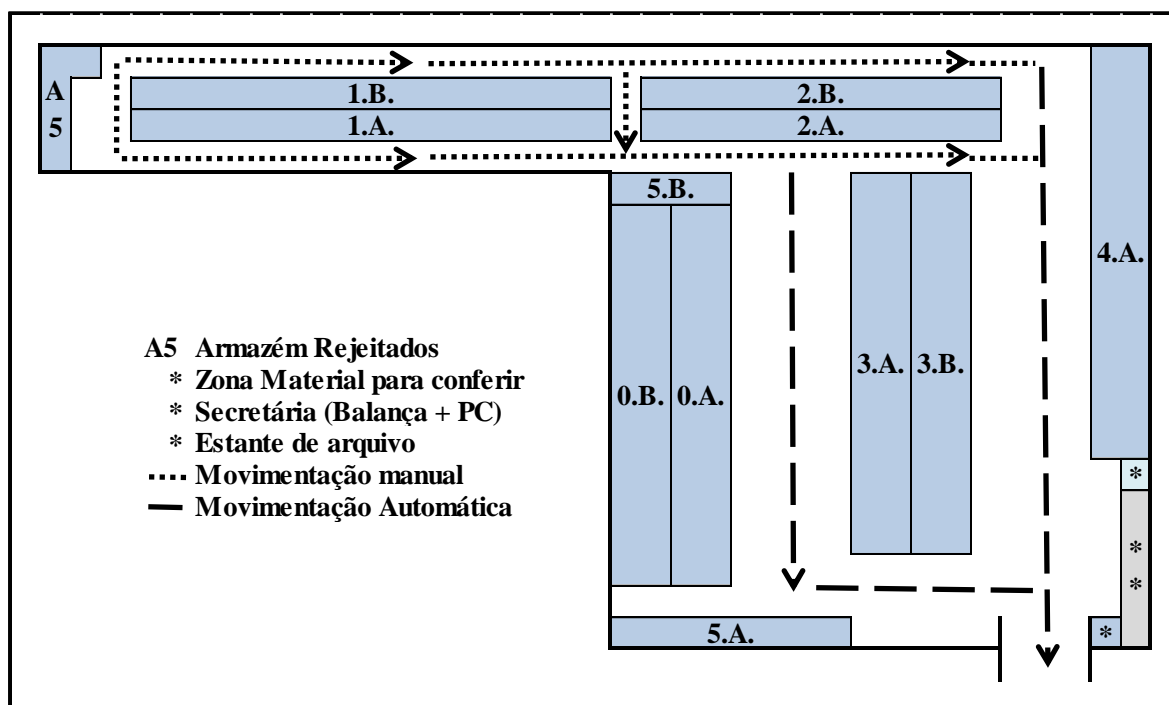 A
5
1.B.
1.A.
2.B.
2.A.
5.B.
4.A.
0.B.
0.A.
3.A.
3.B.
A5 Armazém Rejeitados
* Zona Material para conferir
* Secretária (Balança + PC)
* Estante de arquivo
Movimentação manual
Movimentação Automática
*
*
*
5.A.
*